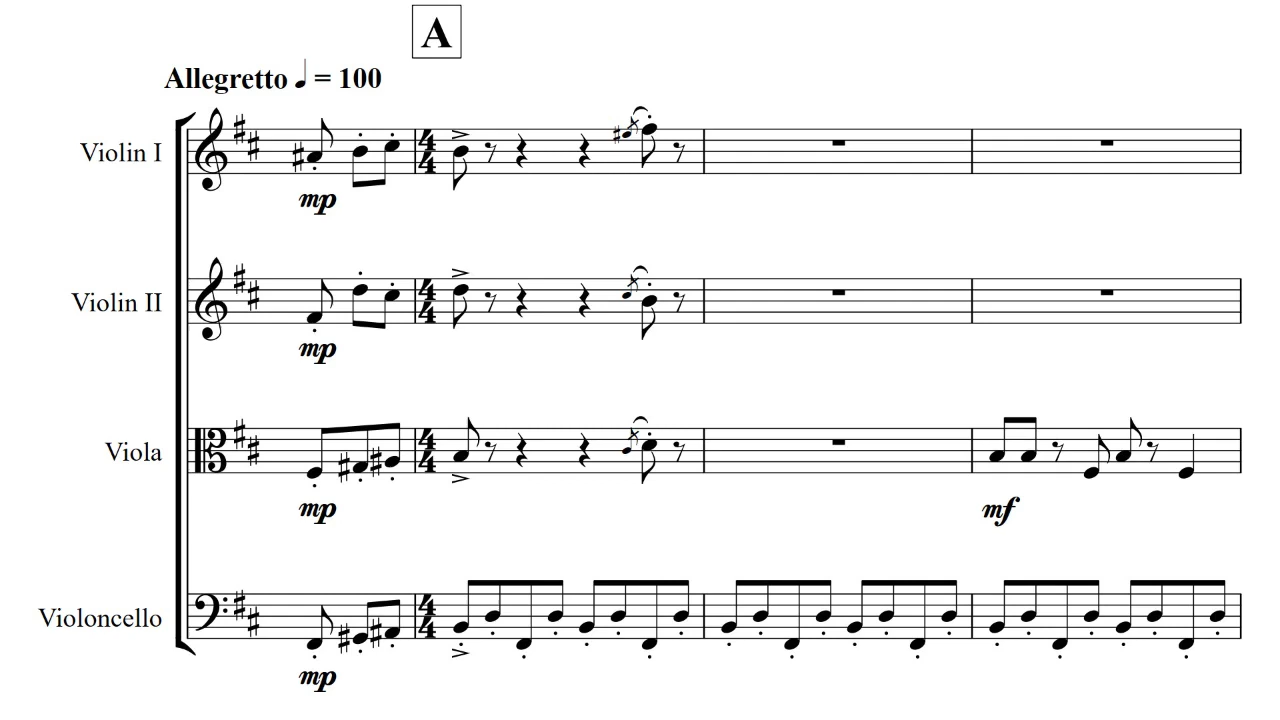 A
Allegretto ♩ = 100
Violin I
mp
Violin II
mp
Viola
mp
mf
Violoncello
mp